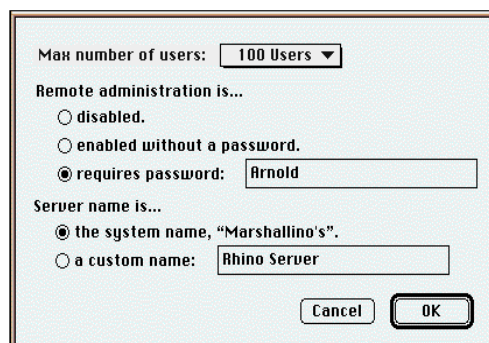 Max number of users: 100 Users
Remote administration is...
disabled.
enabled without a password.
requires password: Arnold
Server name is...
the system name, “Marshallino's”.
a custom name: Rhino Server
Cancel OK